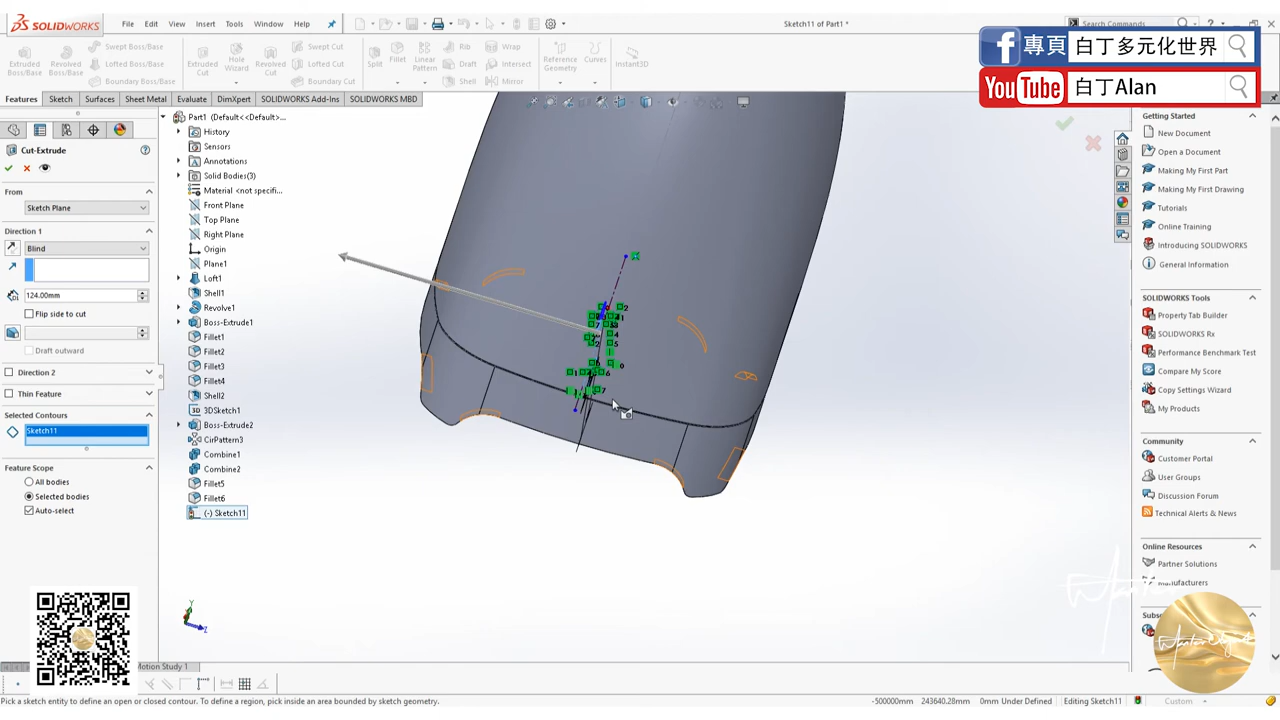 SOLIDWORKS
File Edit View Insert Tools Window Help
Sketch11 of Part1 *
Search Commands
Extruded Boss/Base
Revolved Boss/Base
Swept Boss/Base
Lofted Boss/Base
Boundary Boss/Base
Extruded Cut
Hole Wizard
Revolved Cut
Swept Cut
Lofted Cut
Boundary Cut
Split
Fillet
Linear Pattern
Rib
Draft
Shell
Wrap
Intersect
Mirror
Reference Geometry
Curves
Instant3D
f 專頁 白丁多元化世界
YouTube 白丁Alan
Features Sketch Surfaces Sheet Metal Evaluate DimXpert SOLIDWORKS Add-Ins SOLIDWORKS MBD
Cut-Extrude
From
Sketch Plane
Direction 1
Blind
124.00mm
Flip side to cut
Draft outward
Direction 2
Thin Feature
Selected Contours
Sketch11
Feature Scope
All bodies
Selected bodies
Auto-select
Part1 (Default<<Default>...
History
Sensors
Annotations
Solid Bodies(3)
Material <not specifi...
Front Plane
Top Plane
Right Plane
Origin
Plane1
Loft1
Shell1
Revolve1
Boss-Extrude1
Fillet1
Fillet2
Fillet3
Fillet4
Shell2
3DSketch1
Boss-Extrude2
CirPattern3
Combine1
Combine2
Fillet5
Fillet6
(-) Sketch11
Getting Started
New Document
Open a Document
Making My First Part
Making My First Drawing
Tutorials
Online Training
Introducing SOLIDWORKS
General Information
SOLIDWORKS Tools
Property Tab Builder
SOLIDWORKS Rx
Performance Benchmark Test
Compare My Score
Copy Settings Wizard
My Products
Community
Customer Portal
User Groups
Discussion Forum
Technical Alerts & News
Online Resources
Partner Solutions
Manufacturers
Motion Study 1
Pick a sketch entity to define an open or closed contour. To define a region, pick inside an area bounded by sketch geometry.
-500000mm 243640.28mm 0mm Under Defined Editing Sketch11 Custom